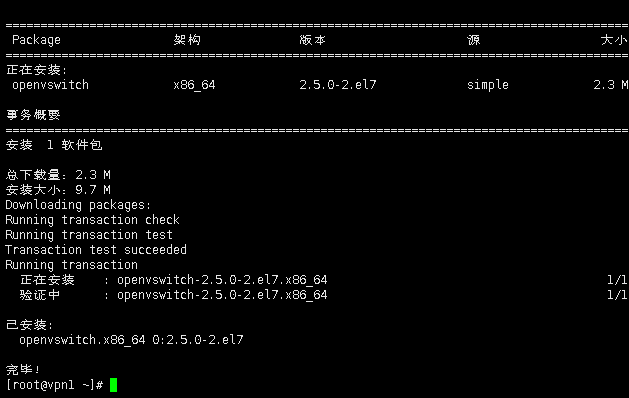 ================================================================================
Package 架构 版本 源 大小
================================================================================
正在安装:
openvswitch x86_64 2.5.0-2.el7 simple 2.3 M

事务概要
================================================================================
安装 1 软件包

总下载量：2.3 M
安装大小：9.7 M
Downloading packages:
Running transaction check
Running transaction test
Transaction test succeeded
Running transaction
正在安装 : openvswitch-2.5.0-2.el7.x86_64 1/1
验证中 : openvswitch-2.5.0-2.el7.x86_64 1/1

已安装:
openvswitch.x86_64 0:2.5.0-2.el7

完毕！
[root@vpn1 ~]#